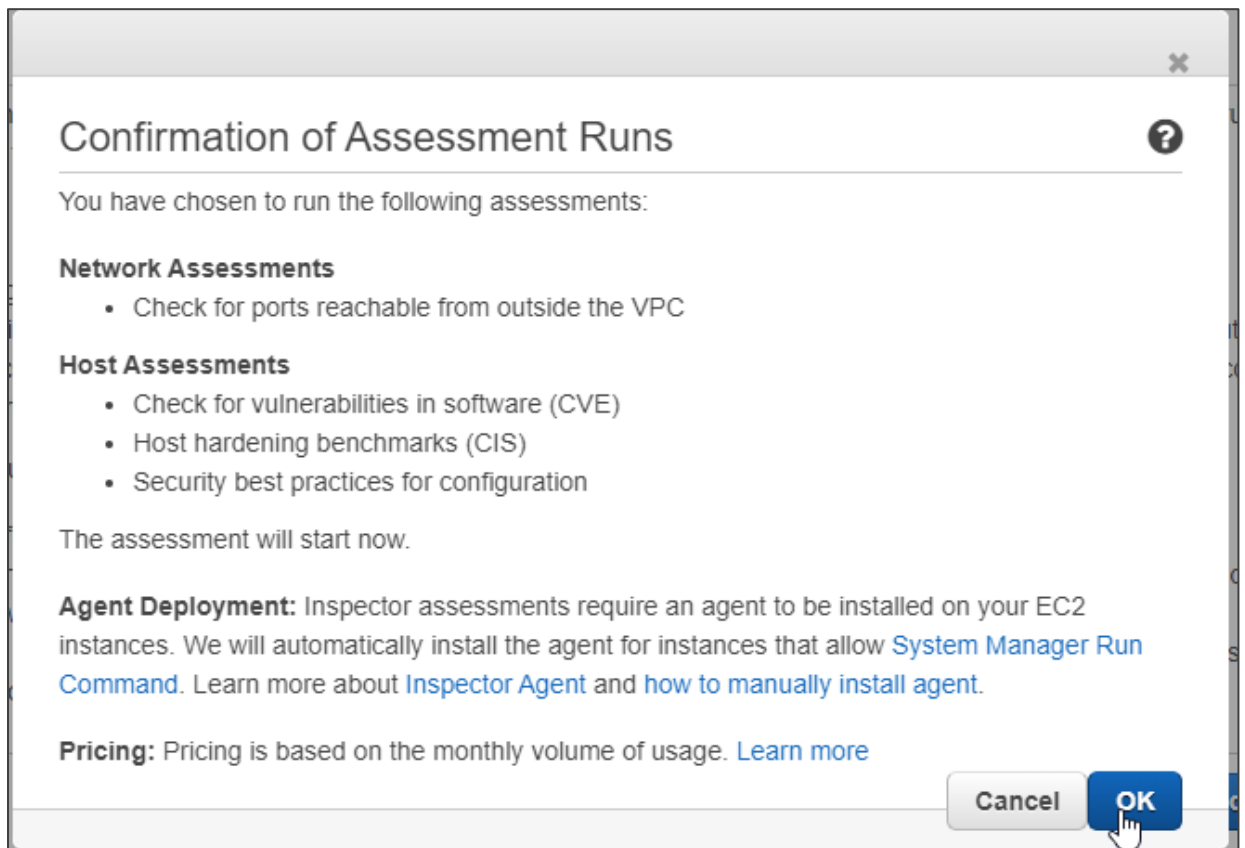 Confirmation of Assessment Runs
You have chosen to run the following assessments:
Network Assessments
• Check for ports reachable from outside the VPC
Host Assessments
• Check for vulnerabilities in software (CVE)
• Host hardening benchmarks (CIS)
• Security best practices for configuration
The assessment will start now.
Agent Deployment: Inspector assessments require an agent to be installed on your EC2
instances. We will automatically install the agent for instances that allow System Manager Run
Command. Learn more about Inspector Agent and how to manually install agent.
Pricing: Pricing is based on the monthly volume of usage. Learn more
Cancel OK